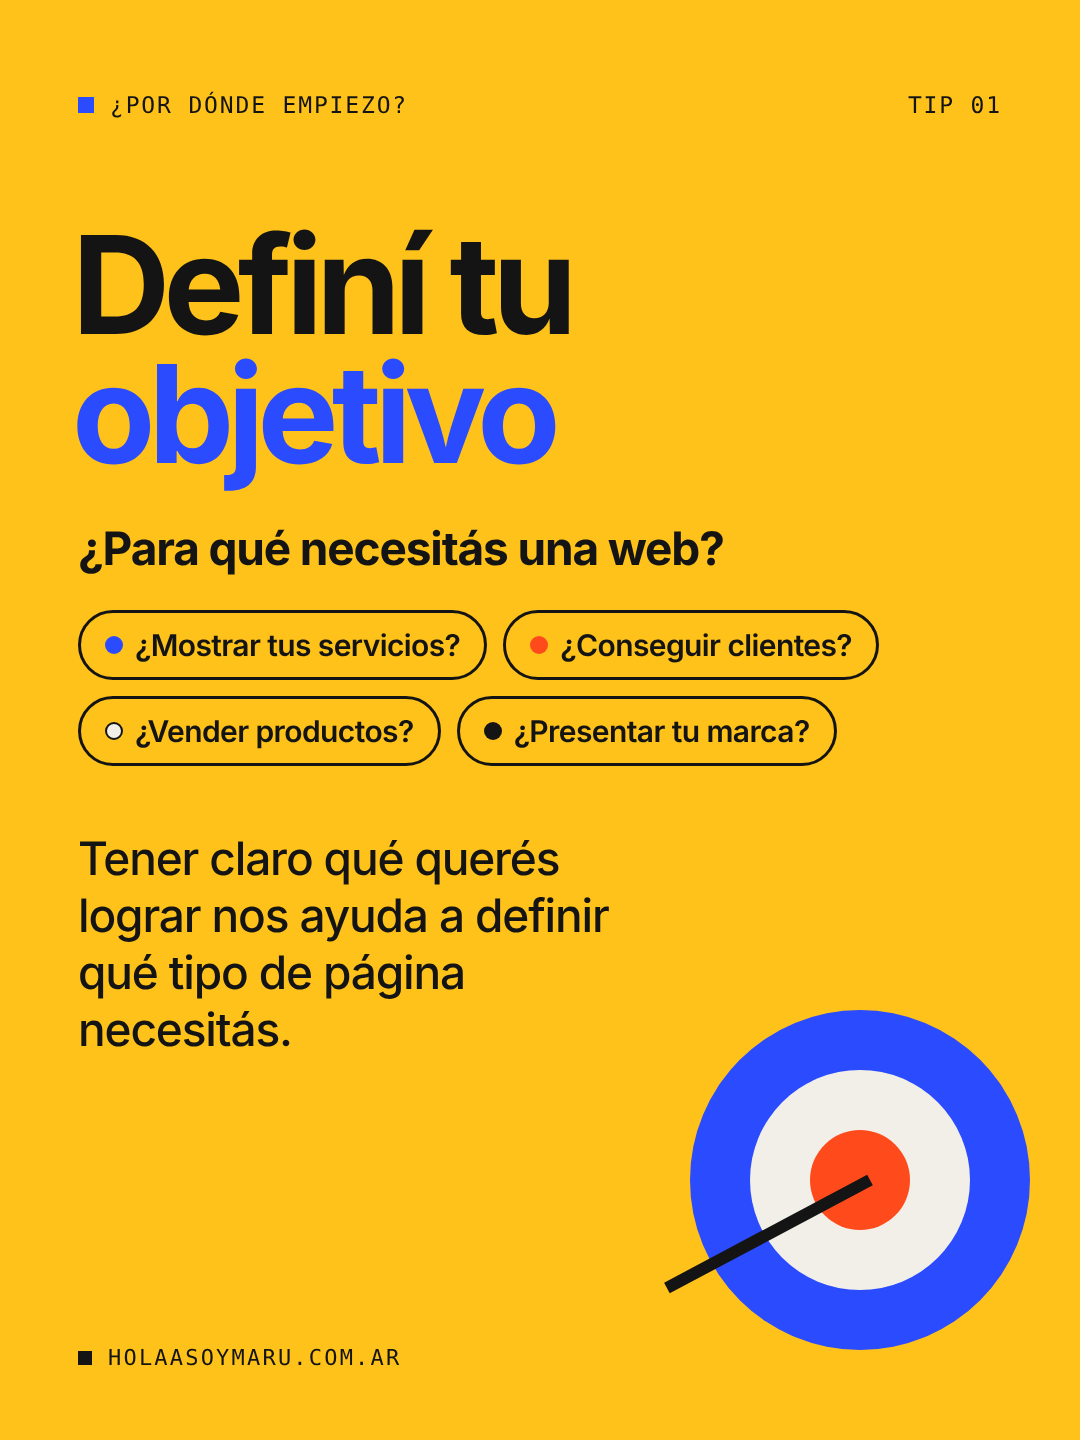 ¿POR DÓNDE EMPIEZO?
TIP 01
Definí tu
objetivo
¿Para qué necesitás una web?
¿Mostrar tus servicios?
¿Conseguir clientes?
¿Vender productos?
¿Presentar tu marca?
Tener claro qué querés
lograr nos ayuda a definir
qué tipo de página
necesitás.
HOLAASOYMARU.COM.AR